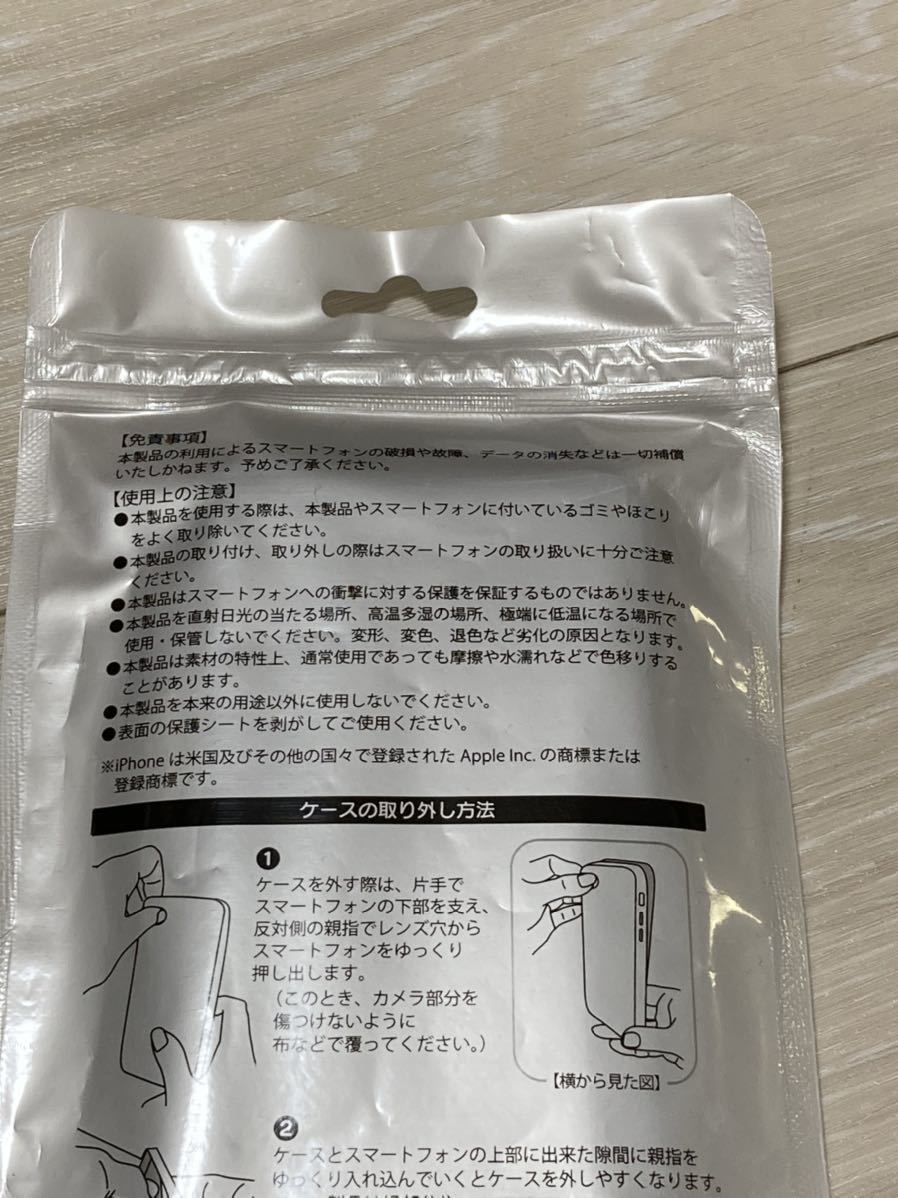 【免責事項】
本製品の利用によるスマートフォンの破損や故障、データの消失などは一切補償
いたしかねます。予めご了承ください。
【使用上の注意】
●本製品を使用する際は、本製品やスマートフォンに付いているゴミやほこり
をよく取り除いてください。
●本製品の取り付け、取り外しの際はスマートフォンの取り扱いに十分ご注意
ください。
●本製品はスマートフォンへの衝撃に対する保護を保証するものではありません。
●本製品を直射日光の当たる場所、高温多湿の場所、極端に低温になる場所で
使用・保管しないでください。変形、変色、退色など劣化の原因となります。
●本製品は素材の特性上、通常使用であっても摩擦や水濡れなどで色移りする
ことがあります。
●本製品を本来の用途以外に使用しないでください。
●表面の保護シートを剥がしてご使用ください。
※iPhone は米国及びその他の国々で登録された Apple Inc. の商標または
登録商標です。
ケースの取り外し方法
❶
ケースを外す際は、片手で
スマートフォンの下部を支え、
反対側の親指でレンズ穴から
スマートフォンをゆっくり
押し出します。
（このとき、カメラ部分を
傷つけないように
布などで覆ってください。）
【横から見た図】
❷
ケースとスマートフォンの上部に出来た隙間に親指を
ゆっくり入れ込んでいくとケースを外しやすくなります。